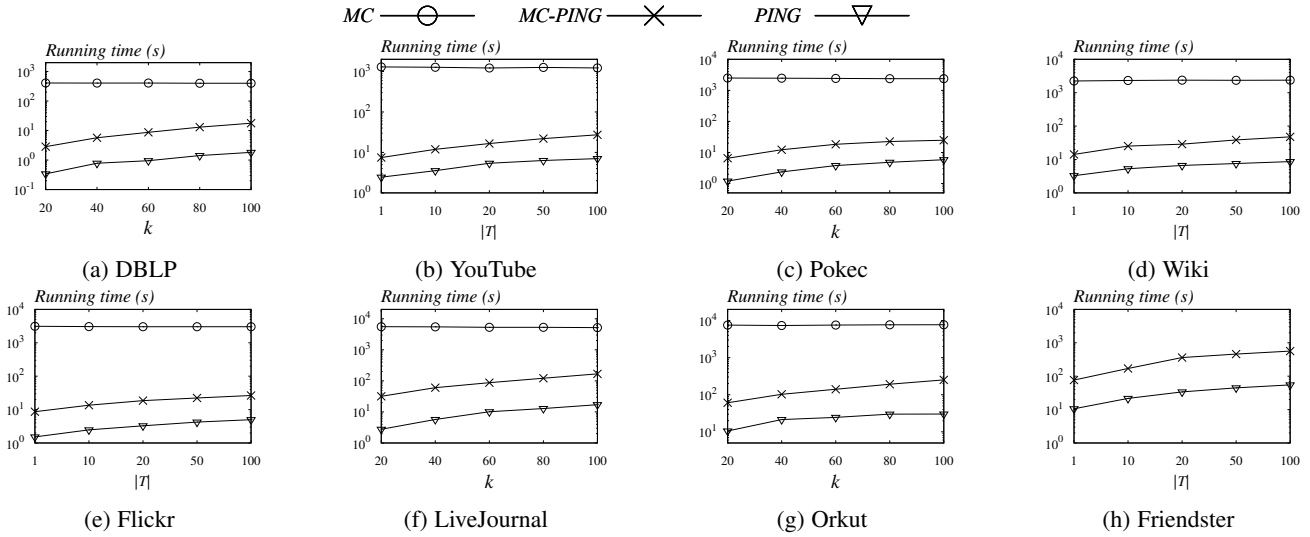 MC MC-PING PING
Running time (s) Running time (s) Running time (s) Running time (s)
10^3 10^3 10^4 10^4
10^2 10^2 10^3 10^3
10^1 10^1 10^2 10^2
10^0 10^0 10^1 10^1
10^-1 10^0 10^0
20 40 60 80 100 1 10 20 50 100 20 40 60 80 100 1 10 20 50 100
k |T| k |T|
(a) DBLP (b) YouTube (c) Pokec (d) Wiki
Running time (s) Running time (s) Running time (s)
10^4 10^4 10^4 10^4
10^3 10^3 10^3 10^3
10^2 10^2 10^2 10^2
10^1 10^1 10^1 10^1
10^0 10^0 10^0
1 10 20 50 100 20 40 60 80 100 20 40 60 80 100 1 10 20 50 100
|T| k k |T|
(e) Flickr (f) LiveJournal (g) Orkut (h) Friendster